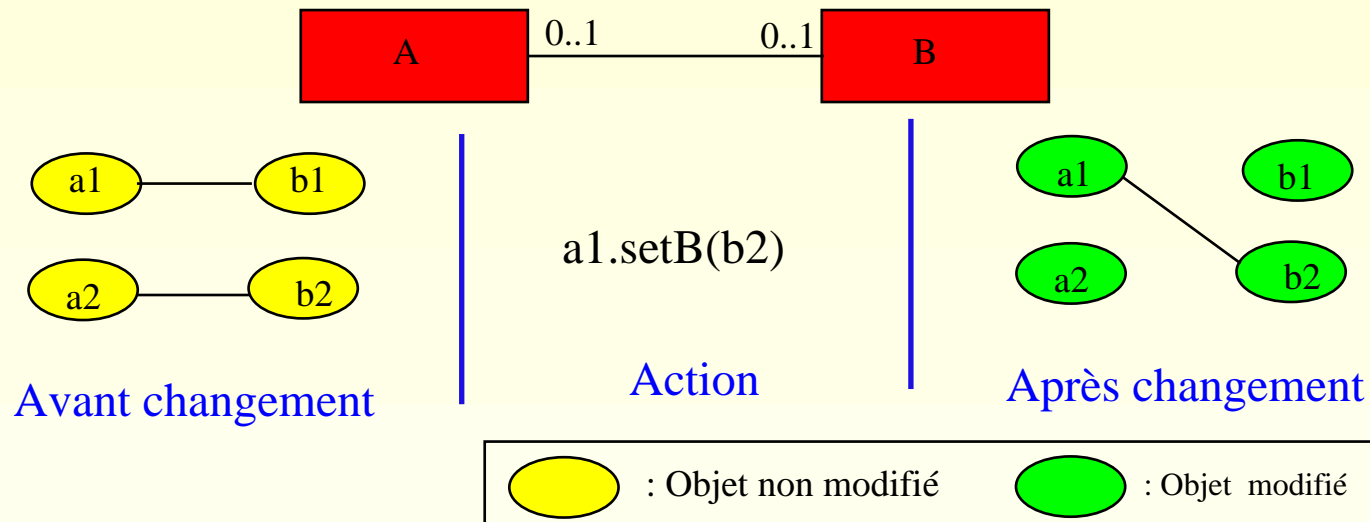 A
0..1
0..1
B
a1
b1
a2
b2
Avant changement
a1.setB(b2)
Action
a1
b1
a2
b2
Après changement
: Objet non modifié
: Objet modifié